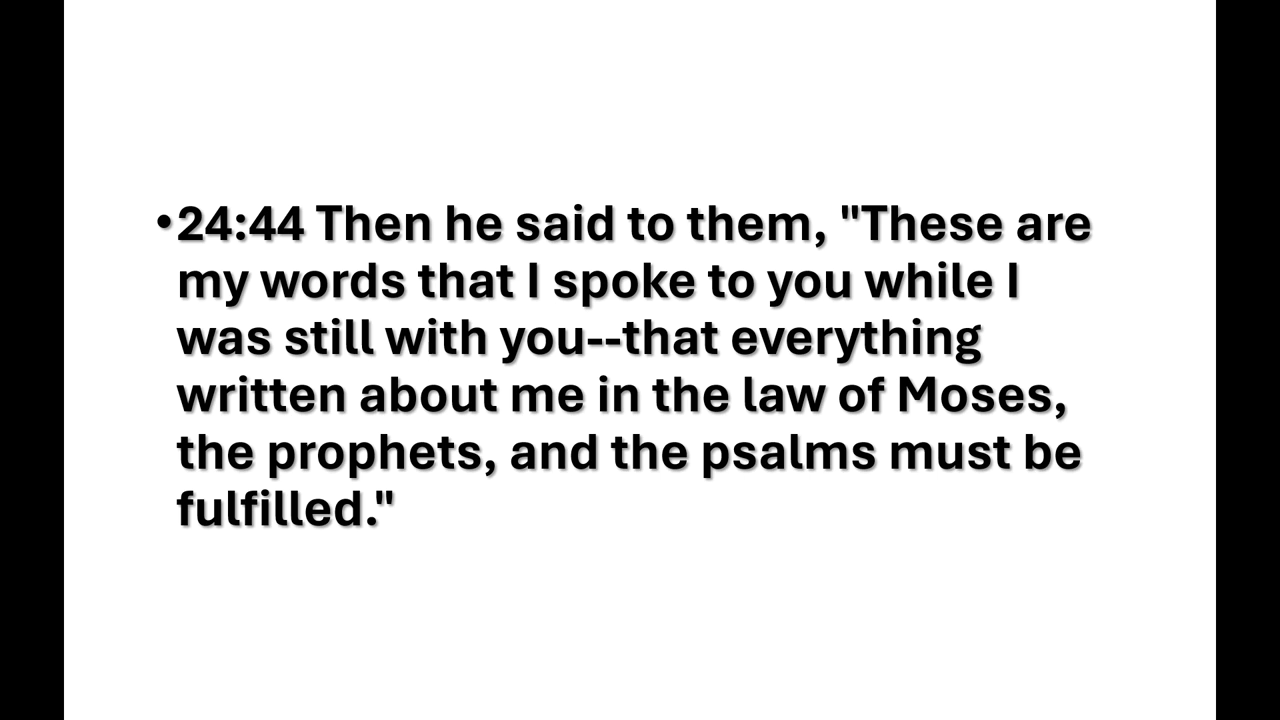 •24:44 Then he said to them, "These are
my words that I spoke to you while I
was still with you--that everything
written about me in the law of Moses,
the prophets, and the psalms must be
fulfilled."